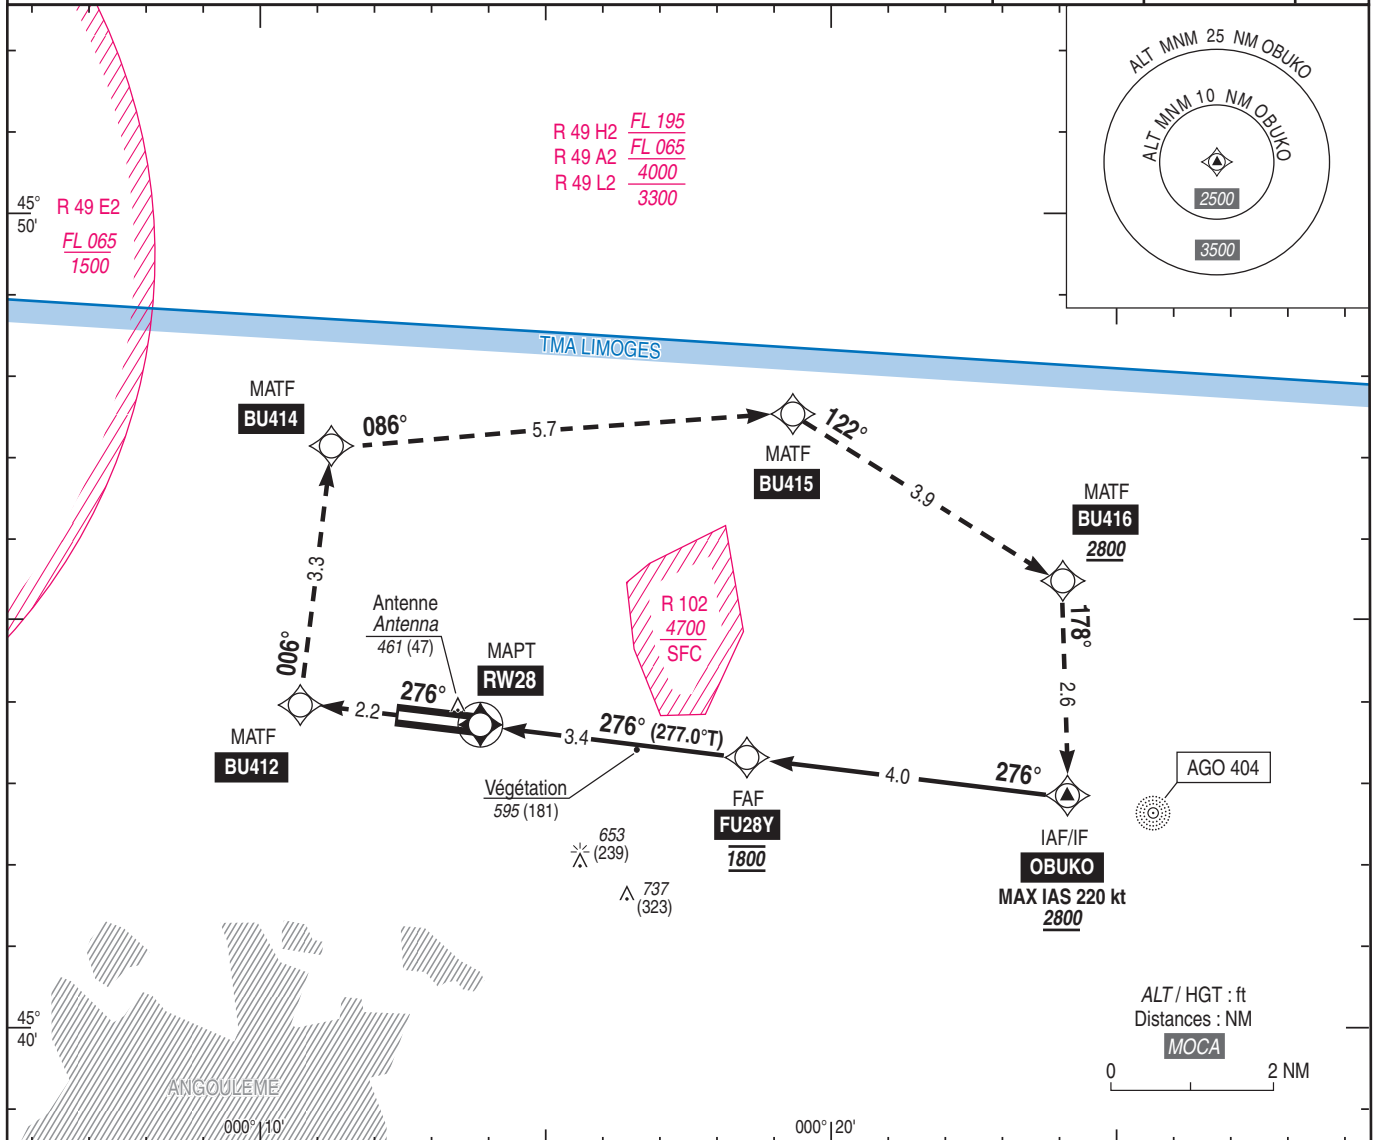 ALT MNM 25 NM OBUKO
ALT MNM 10 NM OBUKO
2500
3500
R 49 H2 FL 195
R 49 A2 FL 065
4000
R 49 L2
3300
45°
50'
R 49 E2
FL 065
1500
TMA LIMOGES
MATF
BU414
086°
5.7
122°
MATF
BU415
3.9
MATF
BU416
2800
3.3
006°
178°
2.6
R 102
4700
SFC
Antenne
Antenna
461 (47)
MAPT
RW28
276°
2.2
MATF
BU412
3.4
276° (277.0°T)
Végétation
595 (181)
FAF
FU28Y
1800
4.0
276°
AGO 404
IAF/IF
OBUKO
MAX IAS 220 kt
2800
653
(239)
737
(323)
ALT / HGT : ft
Distances : NM
MOCA
0 2 NM
45°
40'
ANGOULEME
000° 10'
000° 20'